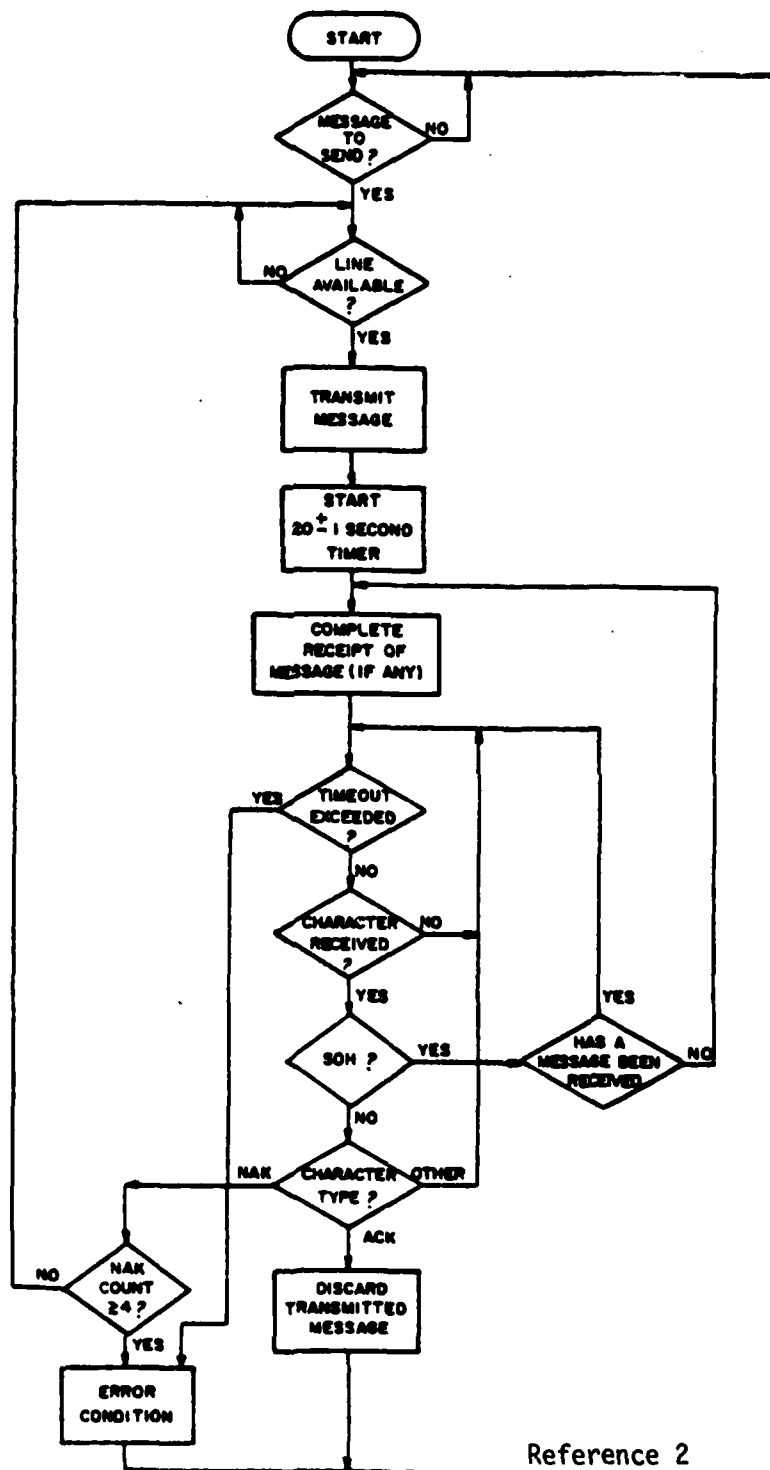 START
MESSAGE
TO
SEND?
NO
YES
LINE
AVAILABLE
?
NO
YES
TRANSMIT
MESSAGE
START
20 ± 1 SECOND
TIMER
COMPLETE
RECEIPT OF
MESSAGE (IF ANY)
YES
TIMEOUT
EXCEEDED
?
NO
CHARACTER
RECEIVED
?
NO
YES
SOH ?
YES
NO
YES
HAS A
MESSAGE BEEN
RECEIVED
NO
NAK
CHARACTER
TYPE ?
OTHER
ACK
NO
NAK
COUNT
≥4?
YES
DISCARD
TRANSMITTED
MESSAGE
ERROR
CONDITION
Reference 2